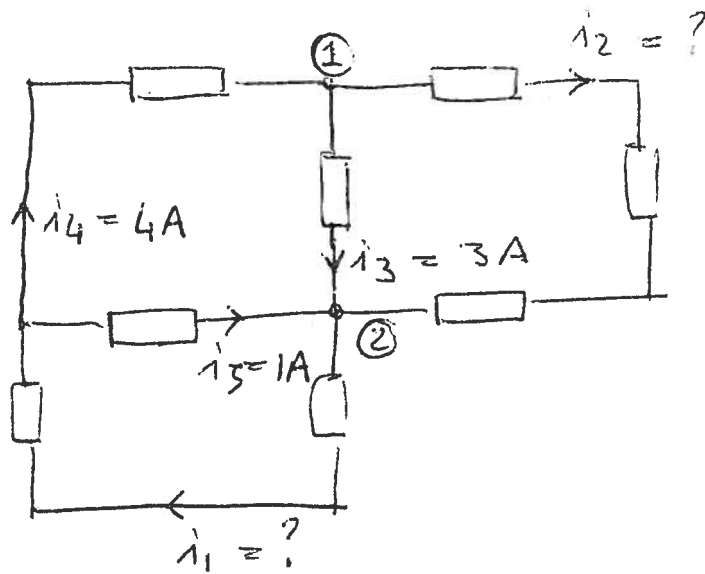 ①
i2 = ?
i4 = 4A
i3 = 3A
②
i5=1A
i1 = ?